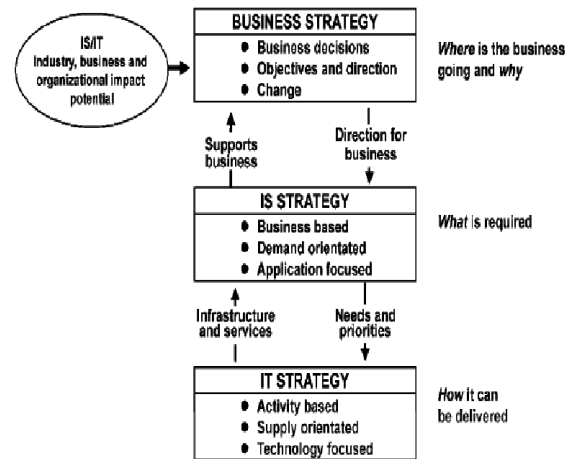 IS/IT
Industry, business and
organizational impact
potential
BUSINESS STRATEGY
● Business decisions
● Objectives and direction
● Change
Where is the business
going and why
Supports
business
Direction for
business
IS STRATEGY
● Business based
● Demand orientated
● Application focused
What is required
Infrastructure
and services
Needs and
priorities
IT STRATEGY
● Activity based
● Supply orientated
● Technology focused
How it can
be delivered